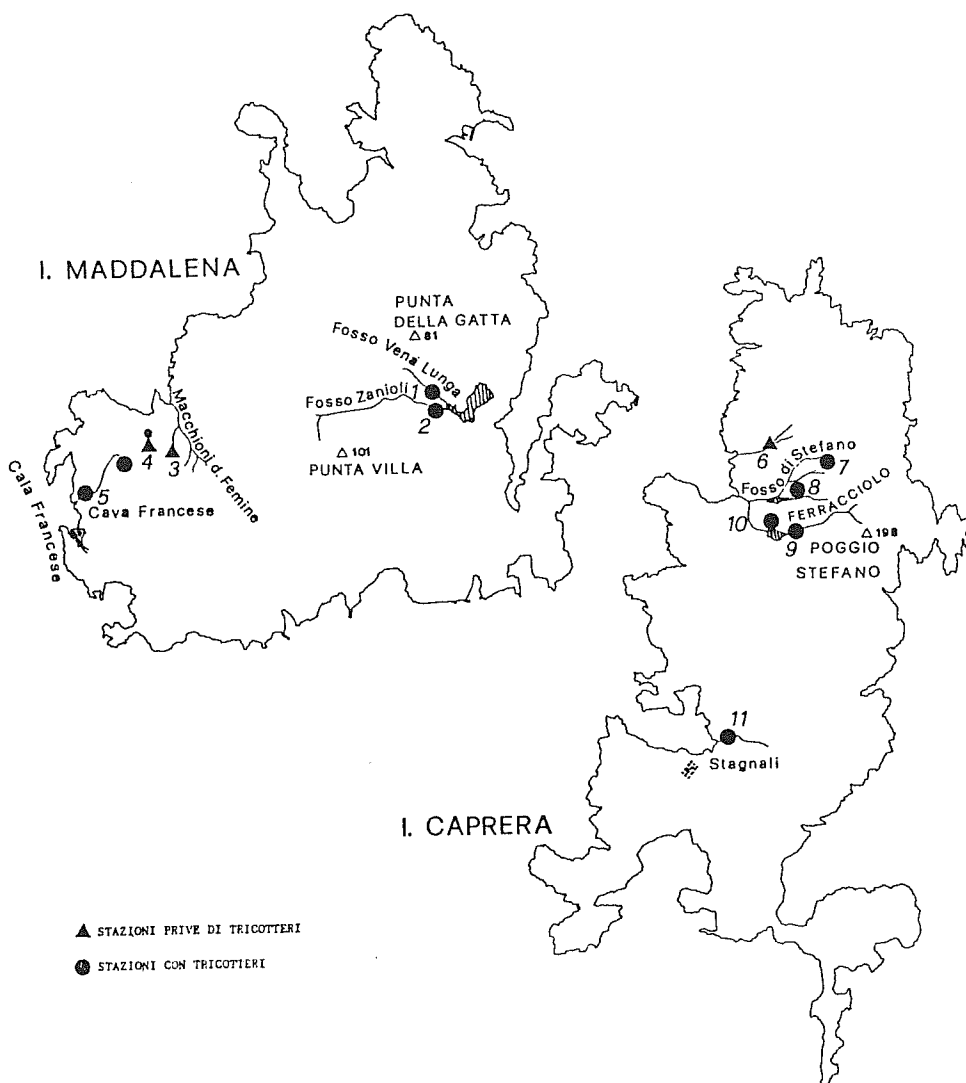 I. MADDALENA
PUNTA
DELLA GATTA
△ 81
Fosso Vena Lunga
Fosso Zanioli
1
2
△ 101
PUNTA VILLA
Macchioni d. Femine
4
3
5
Cava Francese
Cala Francese
6
7
Fosso di Stefano
8
FERRACCIOLO
10
9
△ 198
POGGIO
STEFANO
11
Stagnali
I. CAPRERA
▲ STAZIONI PRIVE DI TRICOTTERI
● STAZIONI CON TRICOTTERI